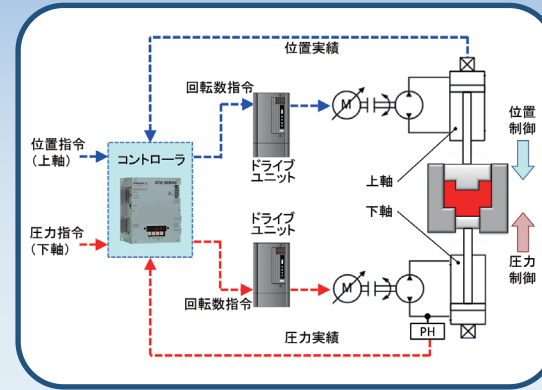 位置実績
回転数指令
M
位置指令
(上軸)
コントローラ
ドライブ
ユニット
上軸
位置
制御
圧力指令
(下軸)
ドライブ
ユニット
下軸
回転数指令
M
圧力
制御
圧力実績
PH